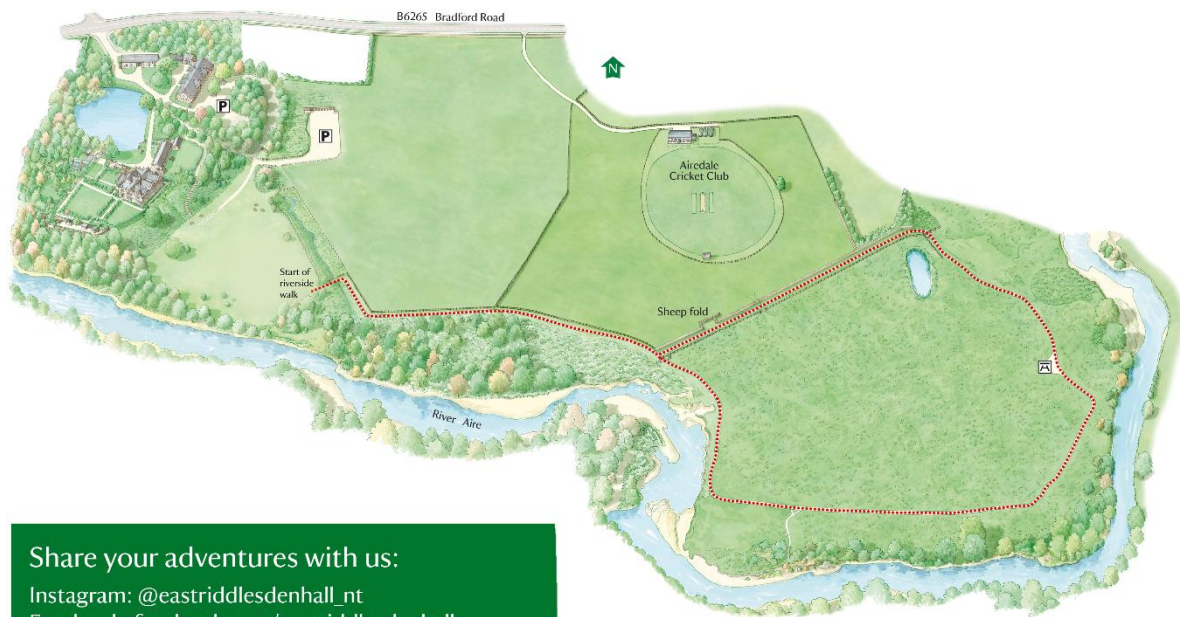 B6265 Bradford Road
N
P
P
Airedale
Cricket Club
Start of
riverside
walk
Sheep fold
River Aire
Share your adventures with us:
Instagram: @eastriddlesdenhall_nt